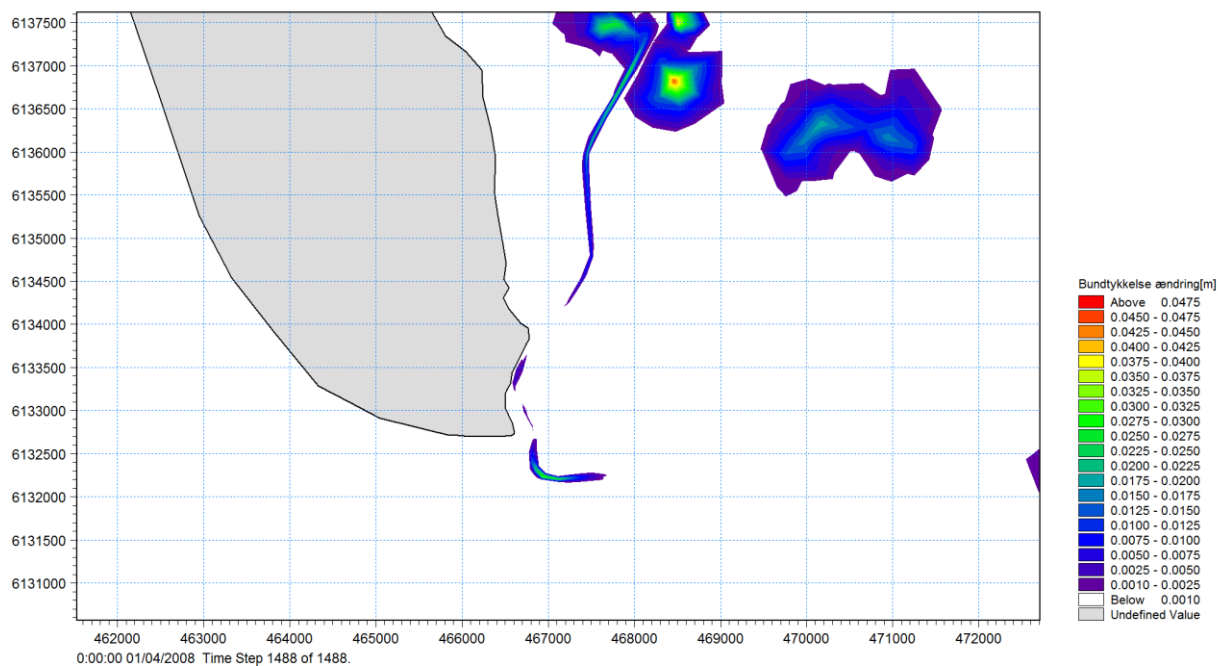 6137500
6137000
6136500
6136000
6135500
6135000
6134500
6134000
6133500
6133000
6132500
6132000
6131500
6131000
462000 463000 464000 465000 466000 467000 468000 469000 470000 471000 472000
0:00:00 01/04/2008 Time Step 1488 of 1488.
Bundtykkelse ændring[m]
Above 0.0475
0.0450 - 0.0475
0.0425 - 0.0450
0.0400 - 0.0425
0.0375 - 0.0400
0.0350 - 0.0375
0.0325 - 0.0350
0.0300 - 0.0325
0.0275 - 0.0300
0.0250 - 0.0275
0.0225 - 0.0250
0.0200 - 0.0225
0.0175 - 0.0200
0.0150 - 0.0175
0.0125 - 0.0150
0.0100 - 0.0125
0.0075 - 0.0100
0.0050 - 0.0075
0.0025 - 0.0050
0.0010 - 0.0025
Below 0.0010
Undefined Value